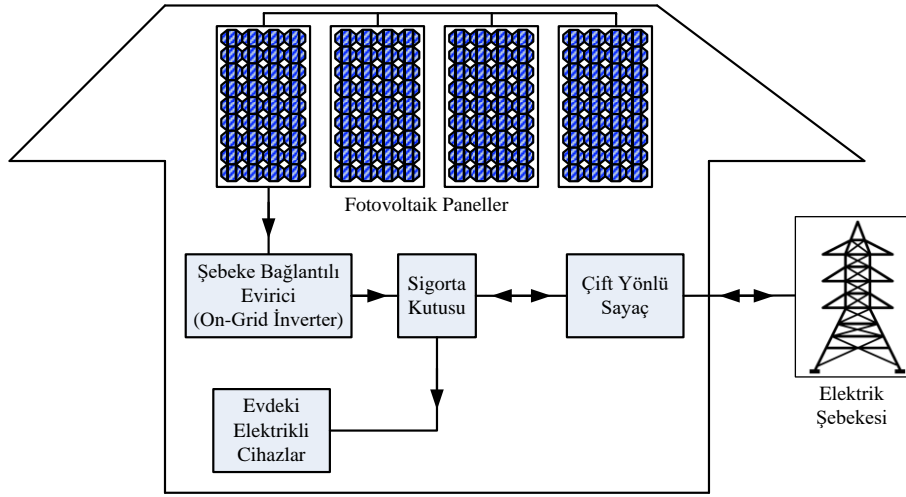 Fotovoltaik Paneller
Şebeke Bağlantılı
Evirici
(On-Grid İnverter)
Sigorta
Kutusu
Çift Yönlü
Sayaç
Elektrik
Şebekesi
Evdeki
Elektrikli
Cihazlar